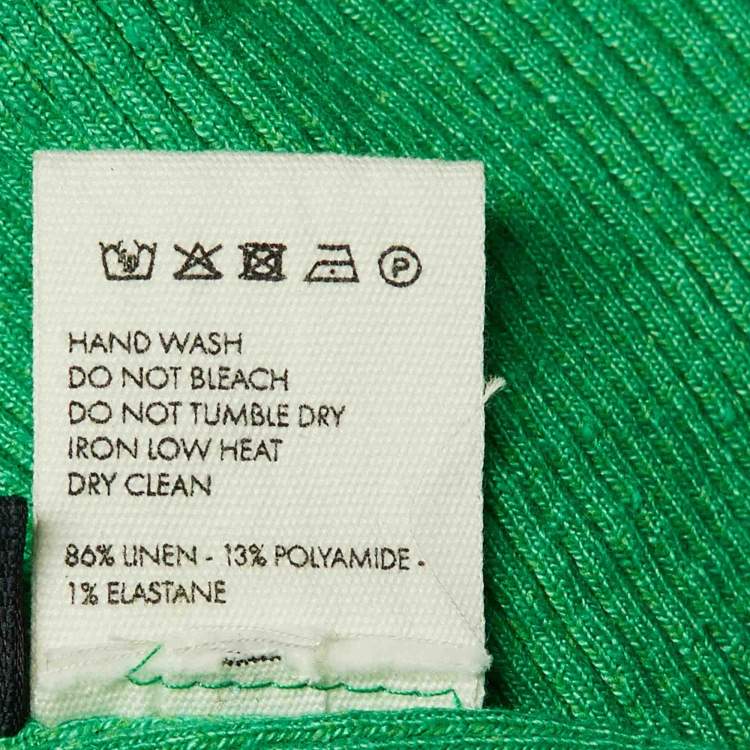 P
HAND WASH
DO NOT BLEACH
DO NOT TUMBLE DRY
IRON LOW HEAT
DRY CLEAN
86% LINEN - 13% POLYAMIDE -
1% ELASTANE